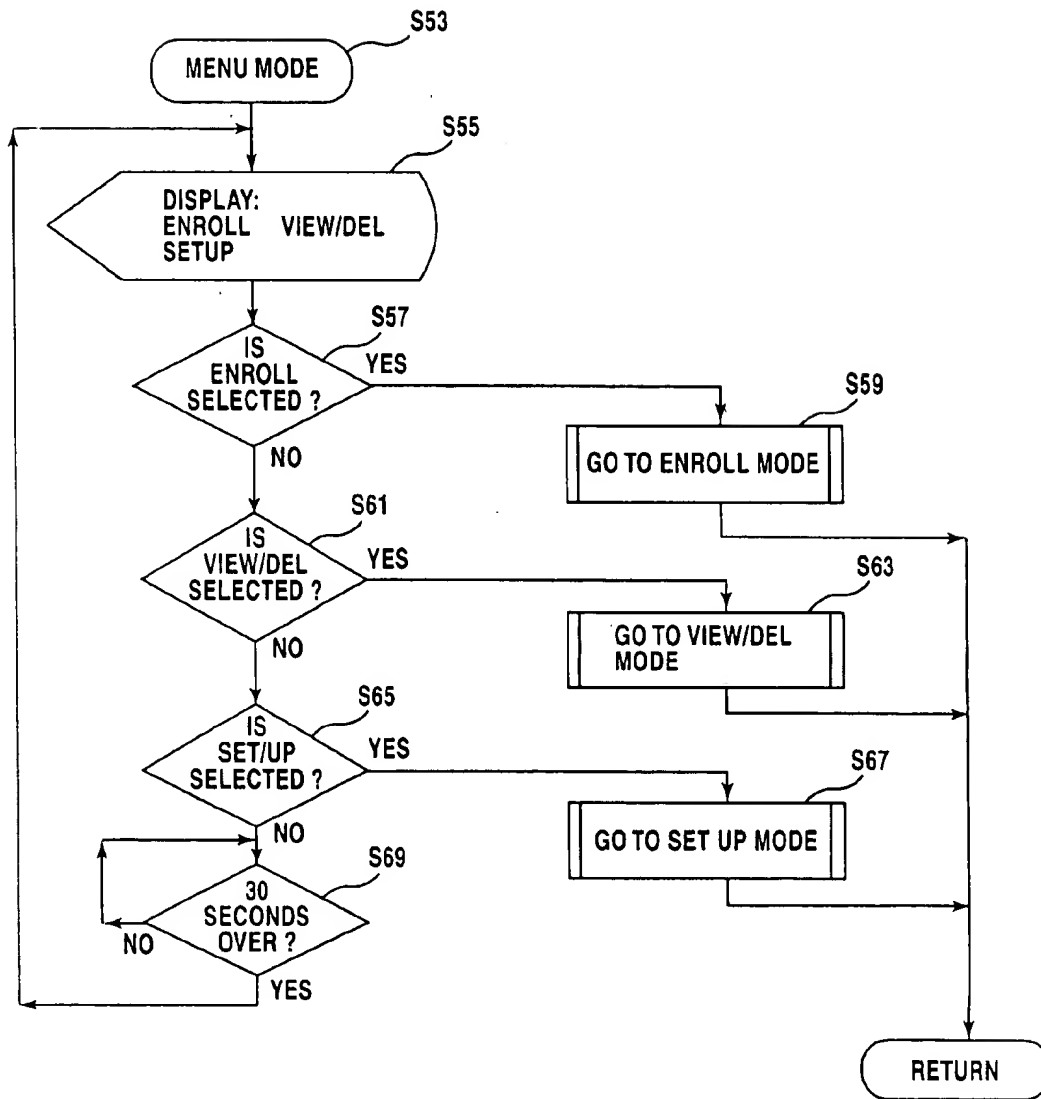 S53
MENU MODE
S55
DISPLAY:
ENROLL VIEW/DEL
SETUP
S57
IS
ENROLL
SELECTED ?
YES
NO
S59
GO TO ENROLL MODE
S61
IS
VIEW/DEL
SELECTED ?
YES
NO
S63
GO TO VIEW/DEL
MODE
S65
IS
SET/UP
SELECTED ?
YES
NO
S67
GO TO SET UP MODE
S69
30
SECONDS
OVER ?
NO
YES
RETURN